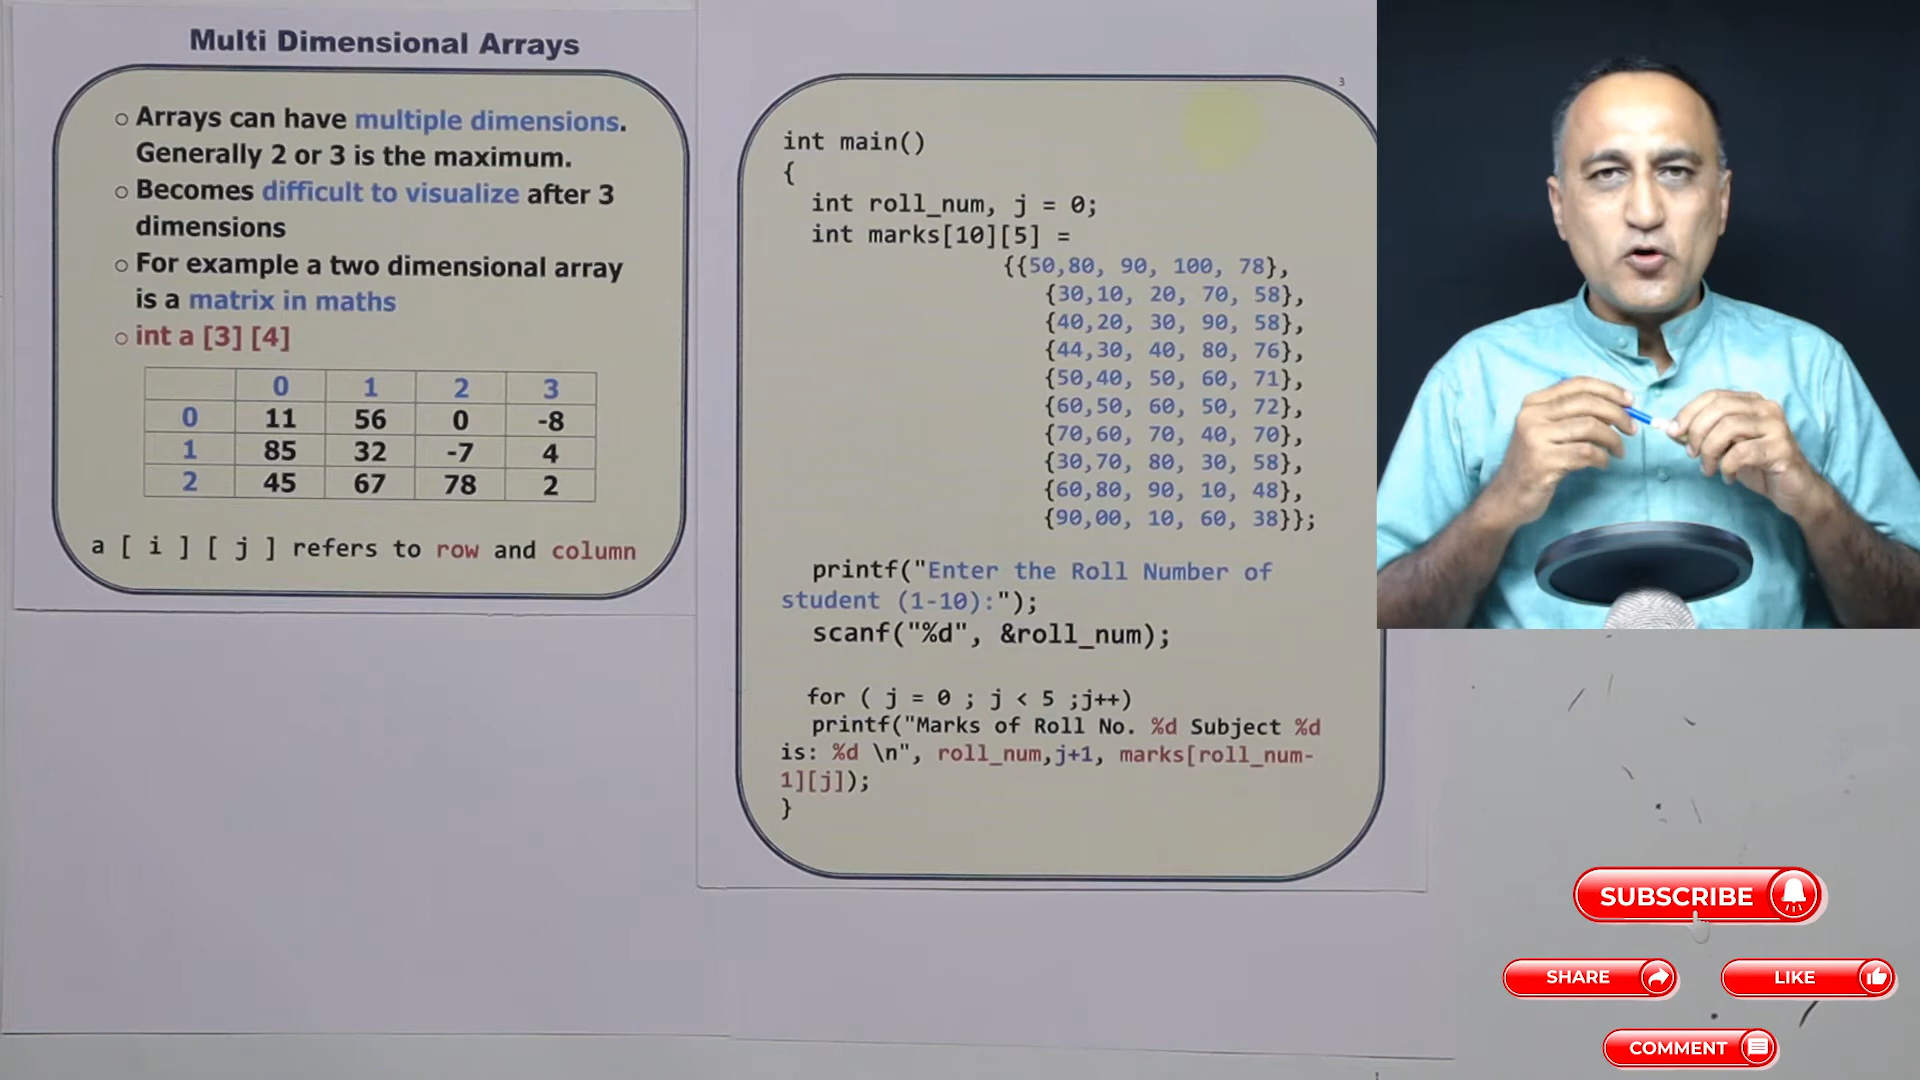 Multi Dimensional Arrays
○ Arrays can have multiple dimensions.
Generally 2 or 3 is the maximum.
○ Becomes difficult to visualize after 3
dimensions
○ For example a two dimensional array
is a matrix in maths
○ int a [3] [4]
0 1 2 3
0 11 56 0 -8
1 85 32 -7 4
2 45 67 78 2
a [ i ] [ j ] refers to row and column
3
int main()
{
int roll_num, j = 0;
int marks[10][5] =
{{50,80, 90, 100, 78},
{30,10, 20, 70, 58},
{40,20, 30, 90, 58},
{44,30, 40, 80, 76},
{50,40, 50, 60, 71},
{60,50, 60, 50, 72},
{70,60, 70, 40, 70},
{30,70, 80, 30, 58},
{60,80, 90, 10, 48},
{90,00, 10, 60, 38}};
printf("Enter the Roll Number of
student (1-10):");
scanf("%d", &roll_num);
for ( j = 0 ; j < 5 ;j++)
printf("Marks of Roll No. %d Subject %d
is: %d \n", roll_num,j+1, marks[roll_num-
1][j]);
}
SUBSCRIBE
SHARE
LIKE
COMMENT